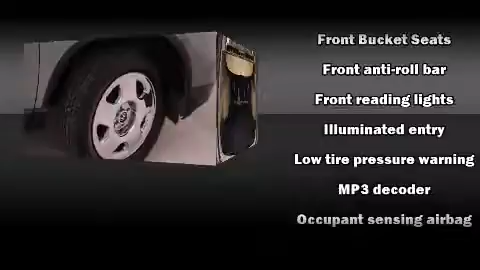 Front Bucket Seats
Front anti-roll bar
Front reading lights
Illuminated entry
Low tire pressure warning
MP3 decoder
Occupant sensing airbag